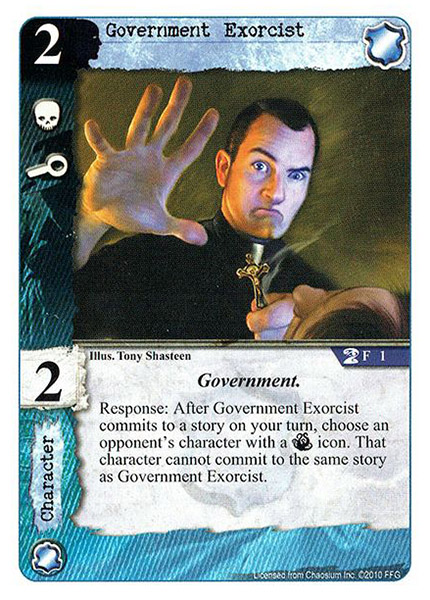 2
Government Exorcist
Illus. Tony Shasteen
F 1
2
Government.
Response: After Government Exorcist
commits to a story on your turn, choose an
opponent's character with a icon. That
character cannot commit to the same story
as Government Exorcist.
Character
Licensed from Chaosium Inc. ©2010 FFG